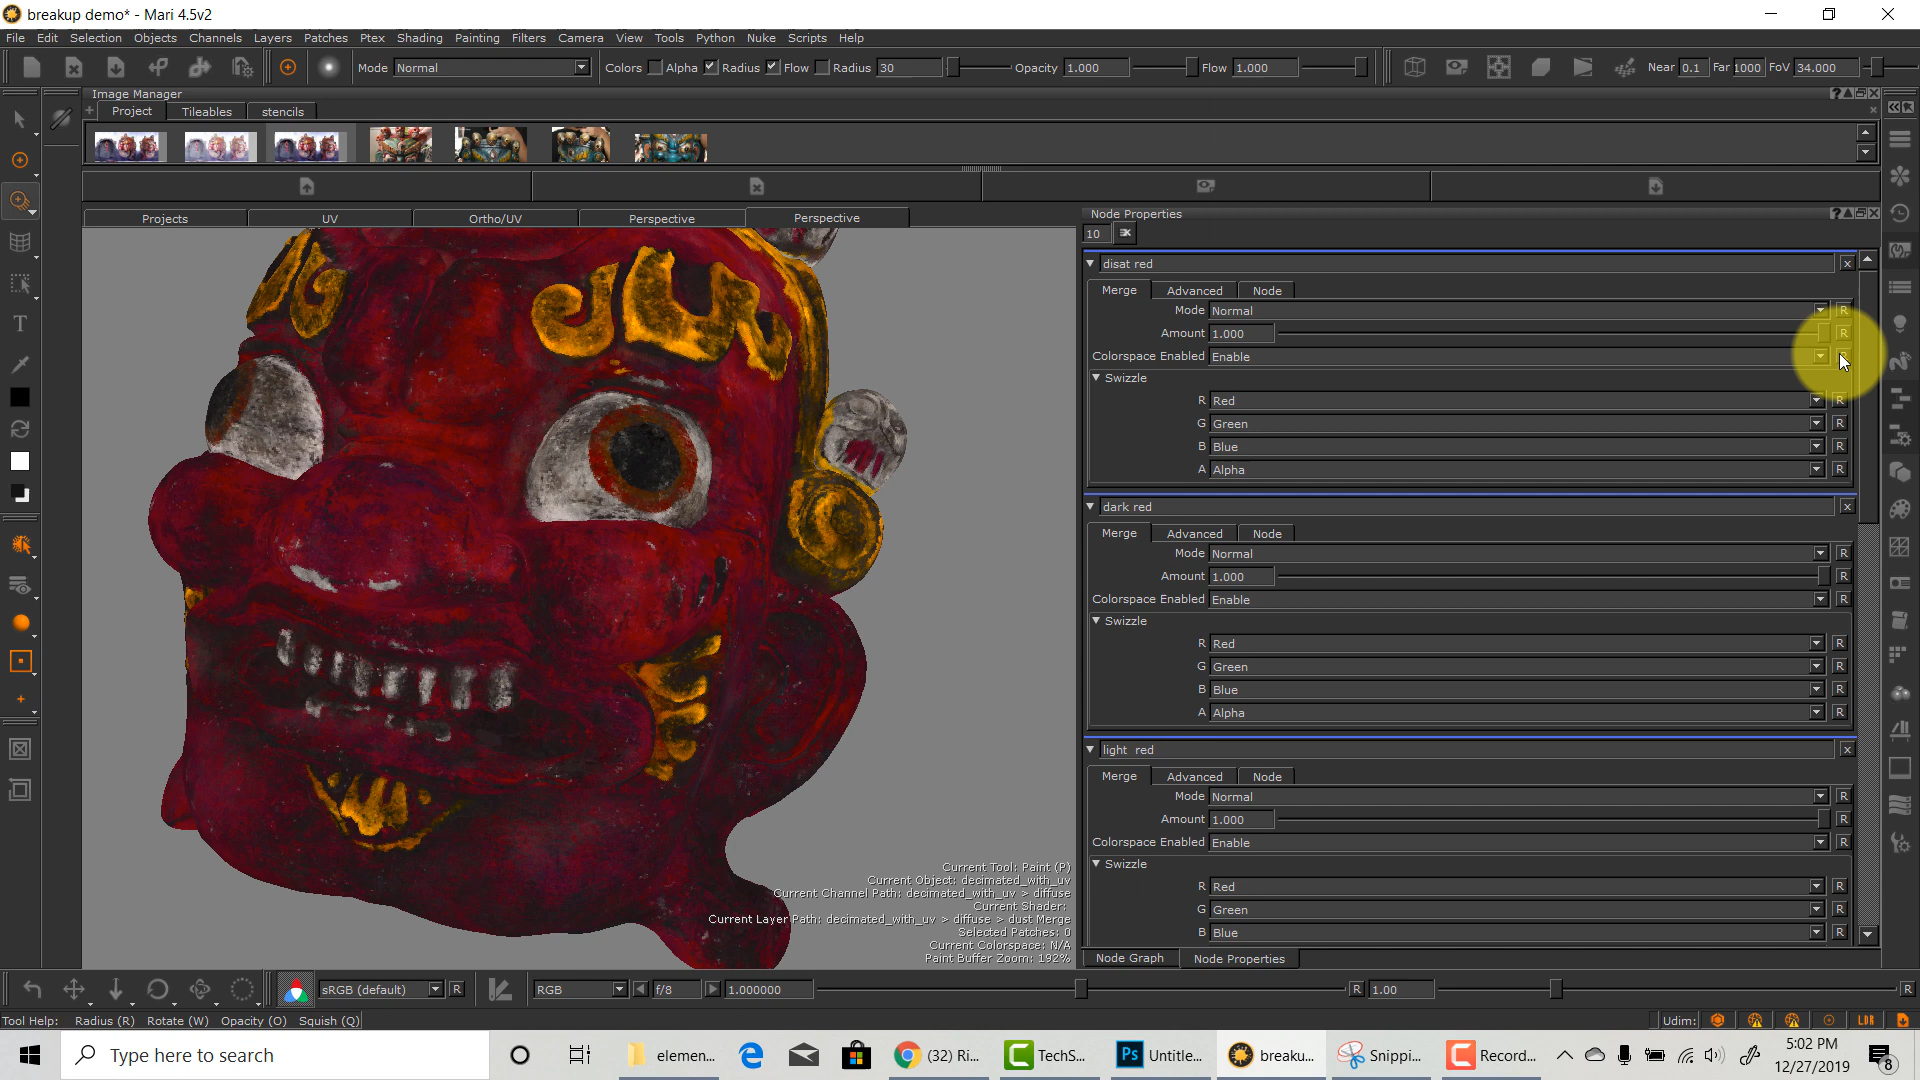 breakup demo* - Mari 4.5v2
File Edit Selection Objects Channels Layers Patches Ptex Shading Painting Filters Camera View Tools Python Nuke Scripts Help
Mode Normal Colors Alpha Radius Flow Radius 30 Opacity 1.000 Flow 1.000 Near 0.1 Far 1000 FoV 34.000
Image Manager
Project Tileables stencils
Projects UV Ortho/UV Perspective Perspective
Node Properties
10
disat red
Merge Advanced Node
Mode Normal R
Amount 1.000 R
Colorspace Enabled Enable
Swizzle
R Red R
G Green R
B Blue R
A Alpha R
dark red
Merge Advanced Node
Mode Normal R
Amount 1.000 R
Colorspace Enabled Enable R
Swizzle
R Red R
G Green R
B Blue R
A Alpha R
light red
Merge Advanced Node
Mode Normal R
Amount 1.000 R
Colorspace Enabled Enable R
Swizzle
R Red R
G Green R
B Blue R
Current Tool: Paint (P)
Current Object: decimated_with_uv
Current Channel Path: decimated_with_uv > diffuse
Current Shader:
Current Layer Path: decimated_with_uv > diffuse > dust Merge
Selected Patches: 0
Current Colorspace: N/A
Paint Buffer Zoom: 192%
Node Graph Node Properties
sRGB (default) R RGB f/8 1.000000 R 1.00 R
Tool Help: Radius (R) Rotate (W) Opacity (O) Squish (Q)
Udim: LDR
Type here to search
elemen... (32) Ri... TechS... Ps Untitle... breaku... Snippi... Record...
5:02 PM
12/27/2019
8